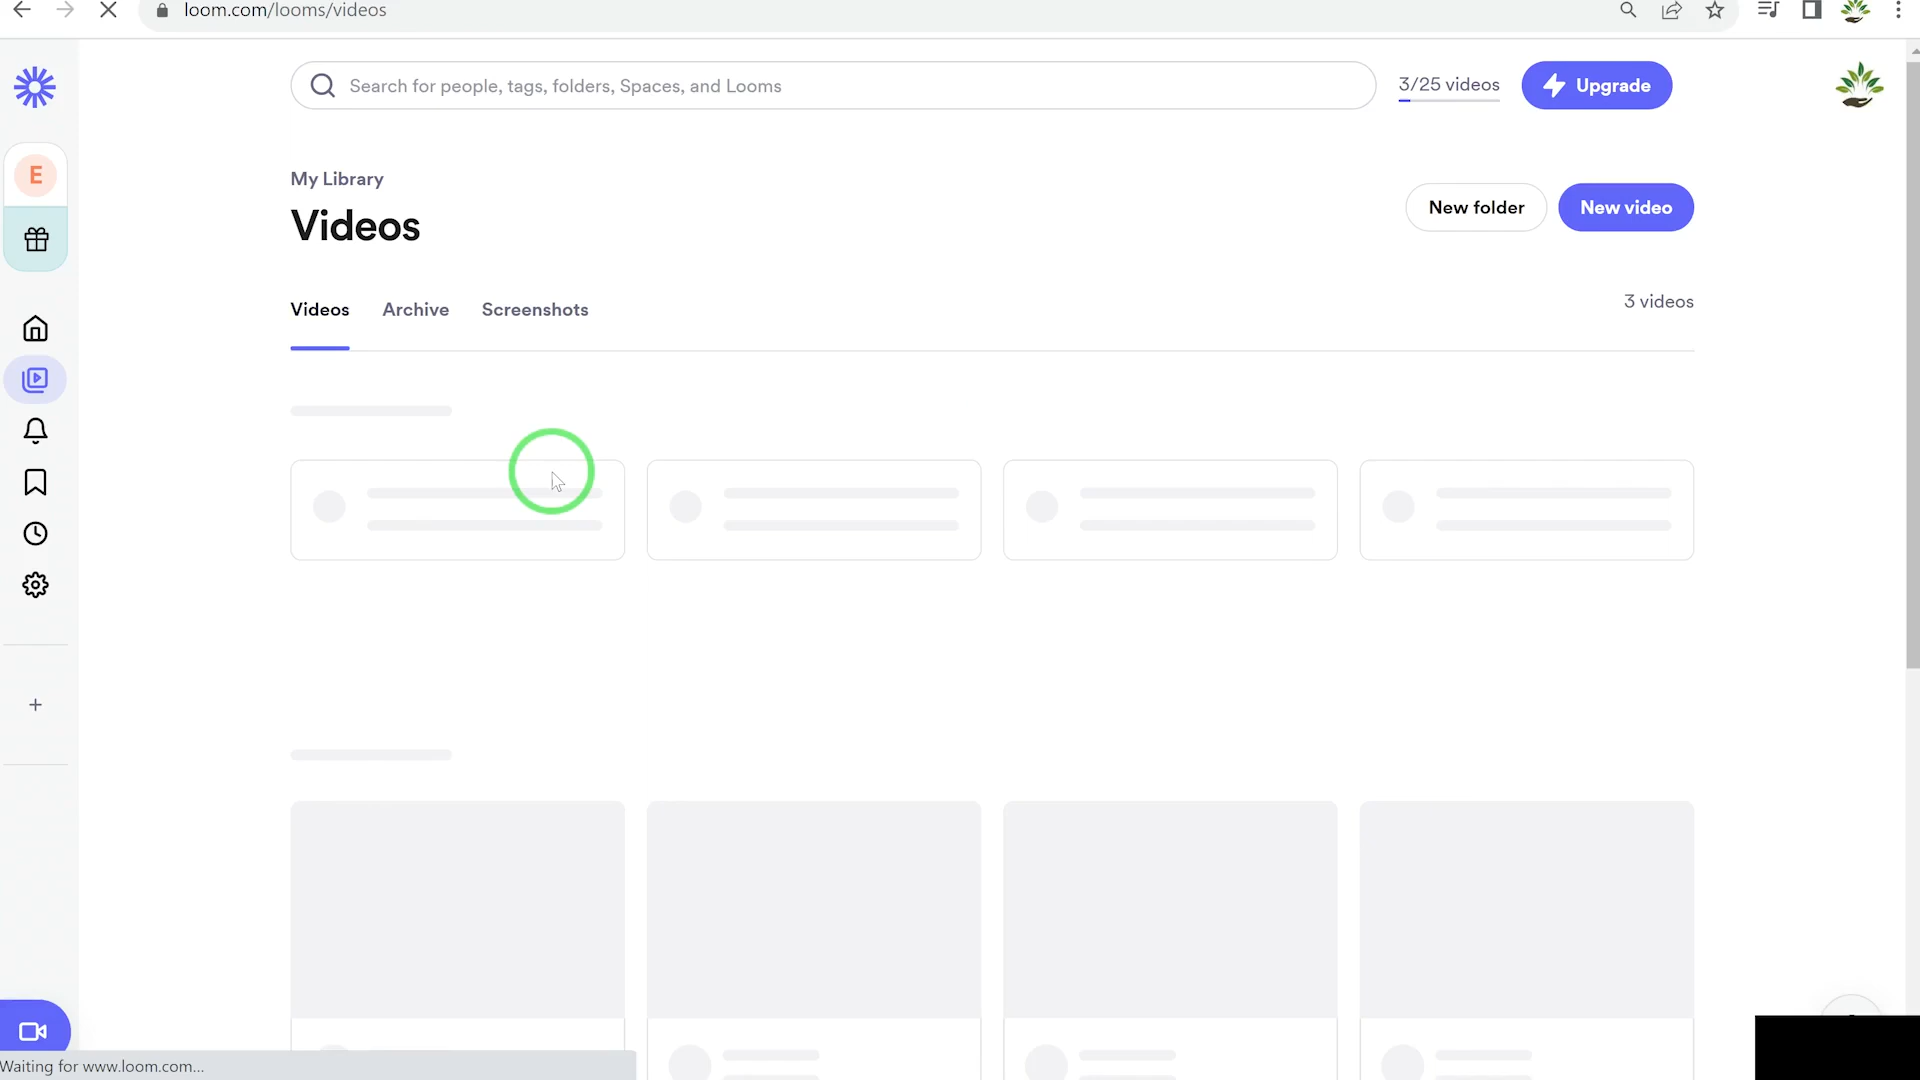 loom.com/looms/videos
Search for people, tags, folders, Spaces, and Looms
3/25 videos
Upgrade
E
My Library
Videos
New folder
New video
Videos
Archive
Screenshots
3 videos
Waiting for www.loom.com...